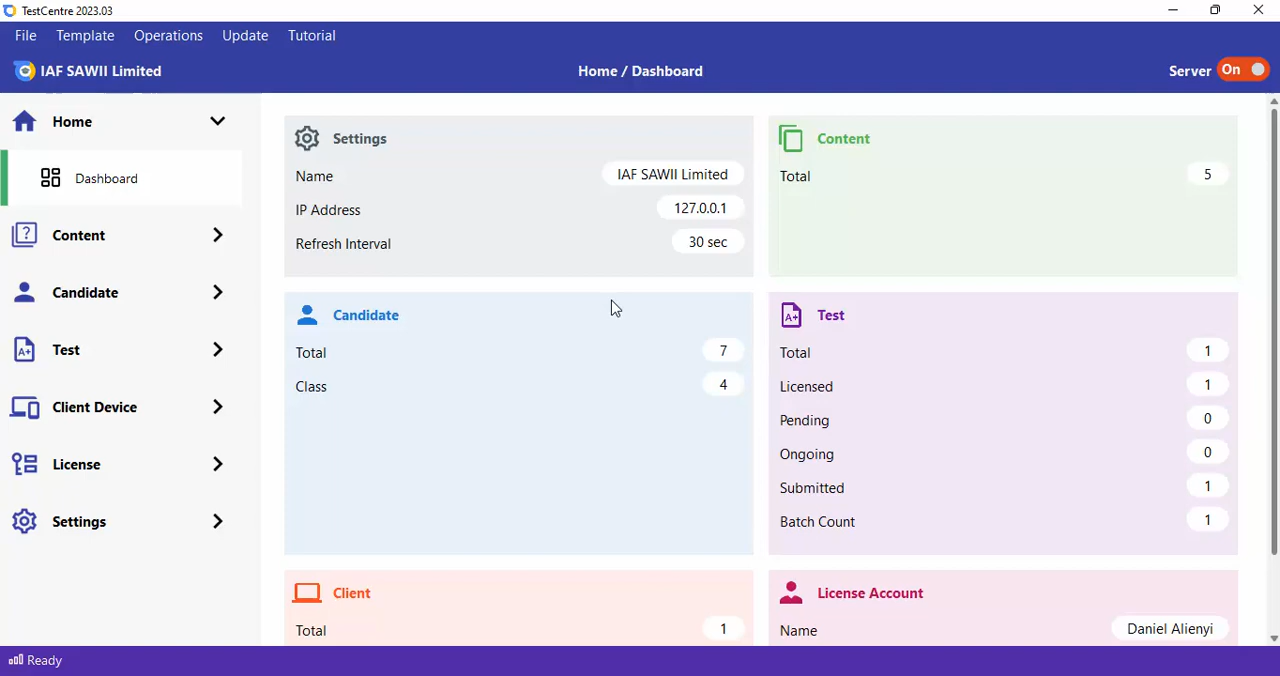 TestCentre 2023.03
File Template Operations Update Tutorial
IAF SAWII Limited Home / Dashboard Server On
Home
Dashboard
Content
Candidate
Test
Client Device
License
Settings
Settings
Name IAF SAWII Limited
IP Address 127.0.0.1
Refresh Interval 30 sec
Content
Total 5
Candidate
Total 7
Class 4
Test
Total 1
Licensed 1
Pending 0
Ongoing 0
Submitted 1
Batch Count 1
Client
Total 1
License Account
Name Daniel Alienyi
Ready